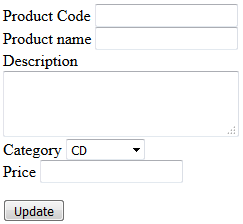 Product Code
Product name
Description
Category CD
Price
Update